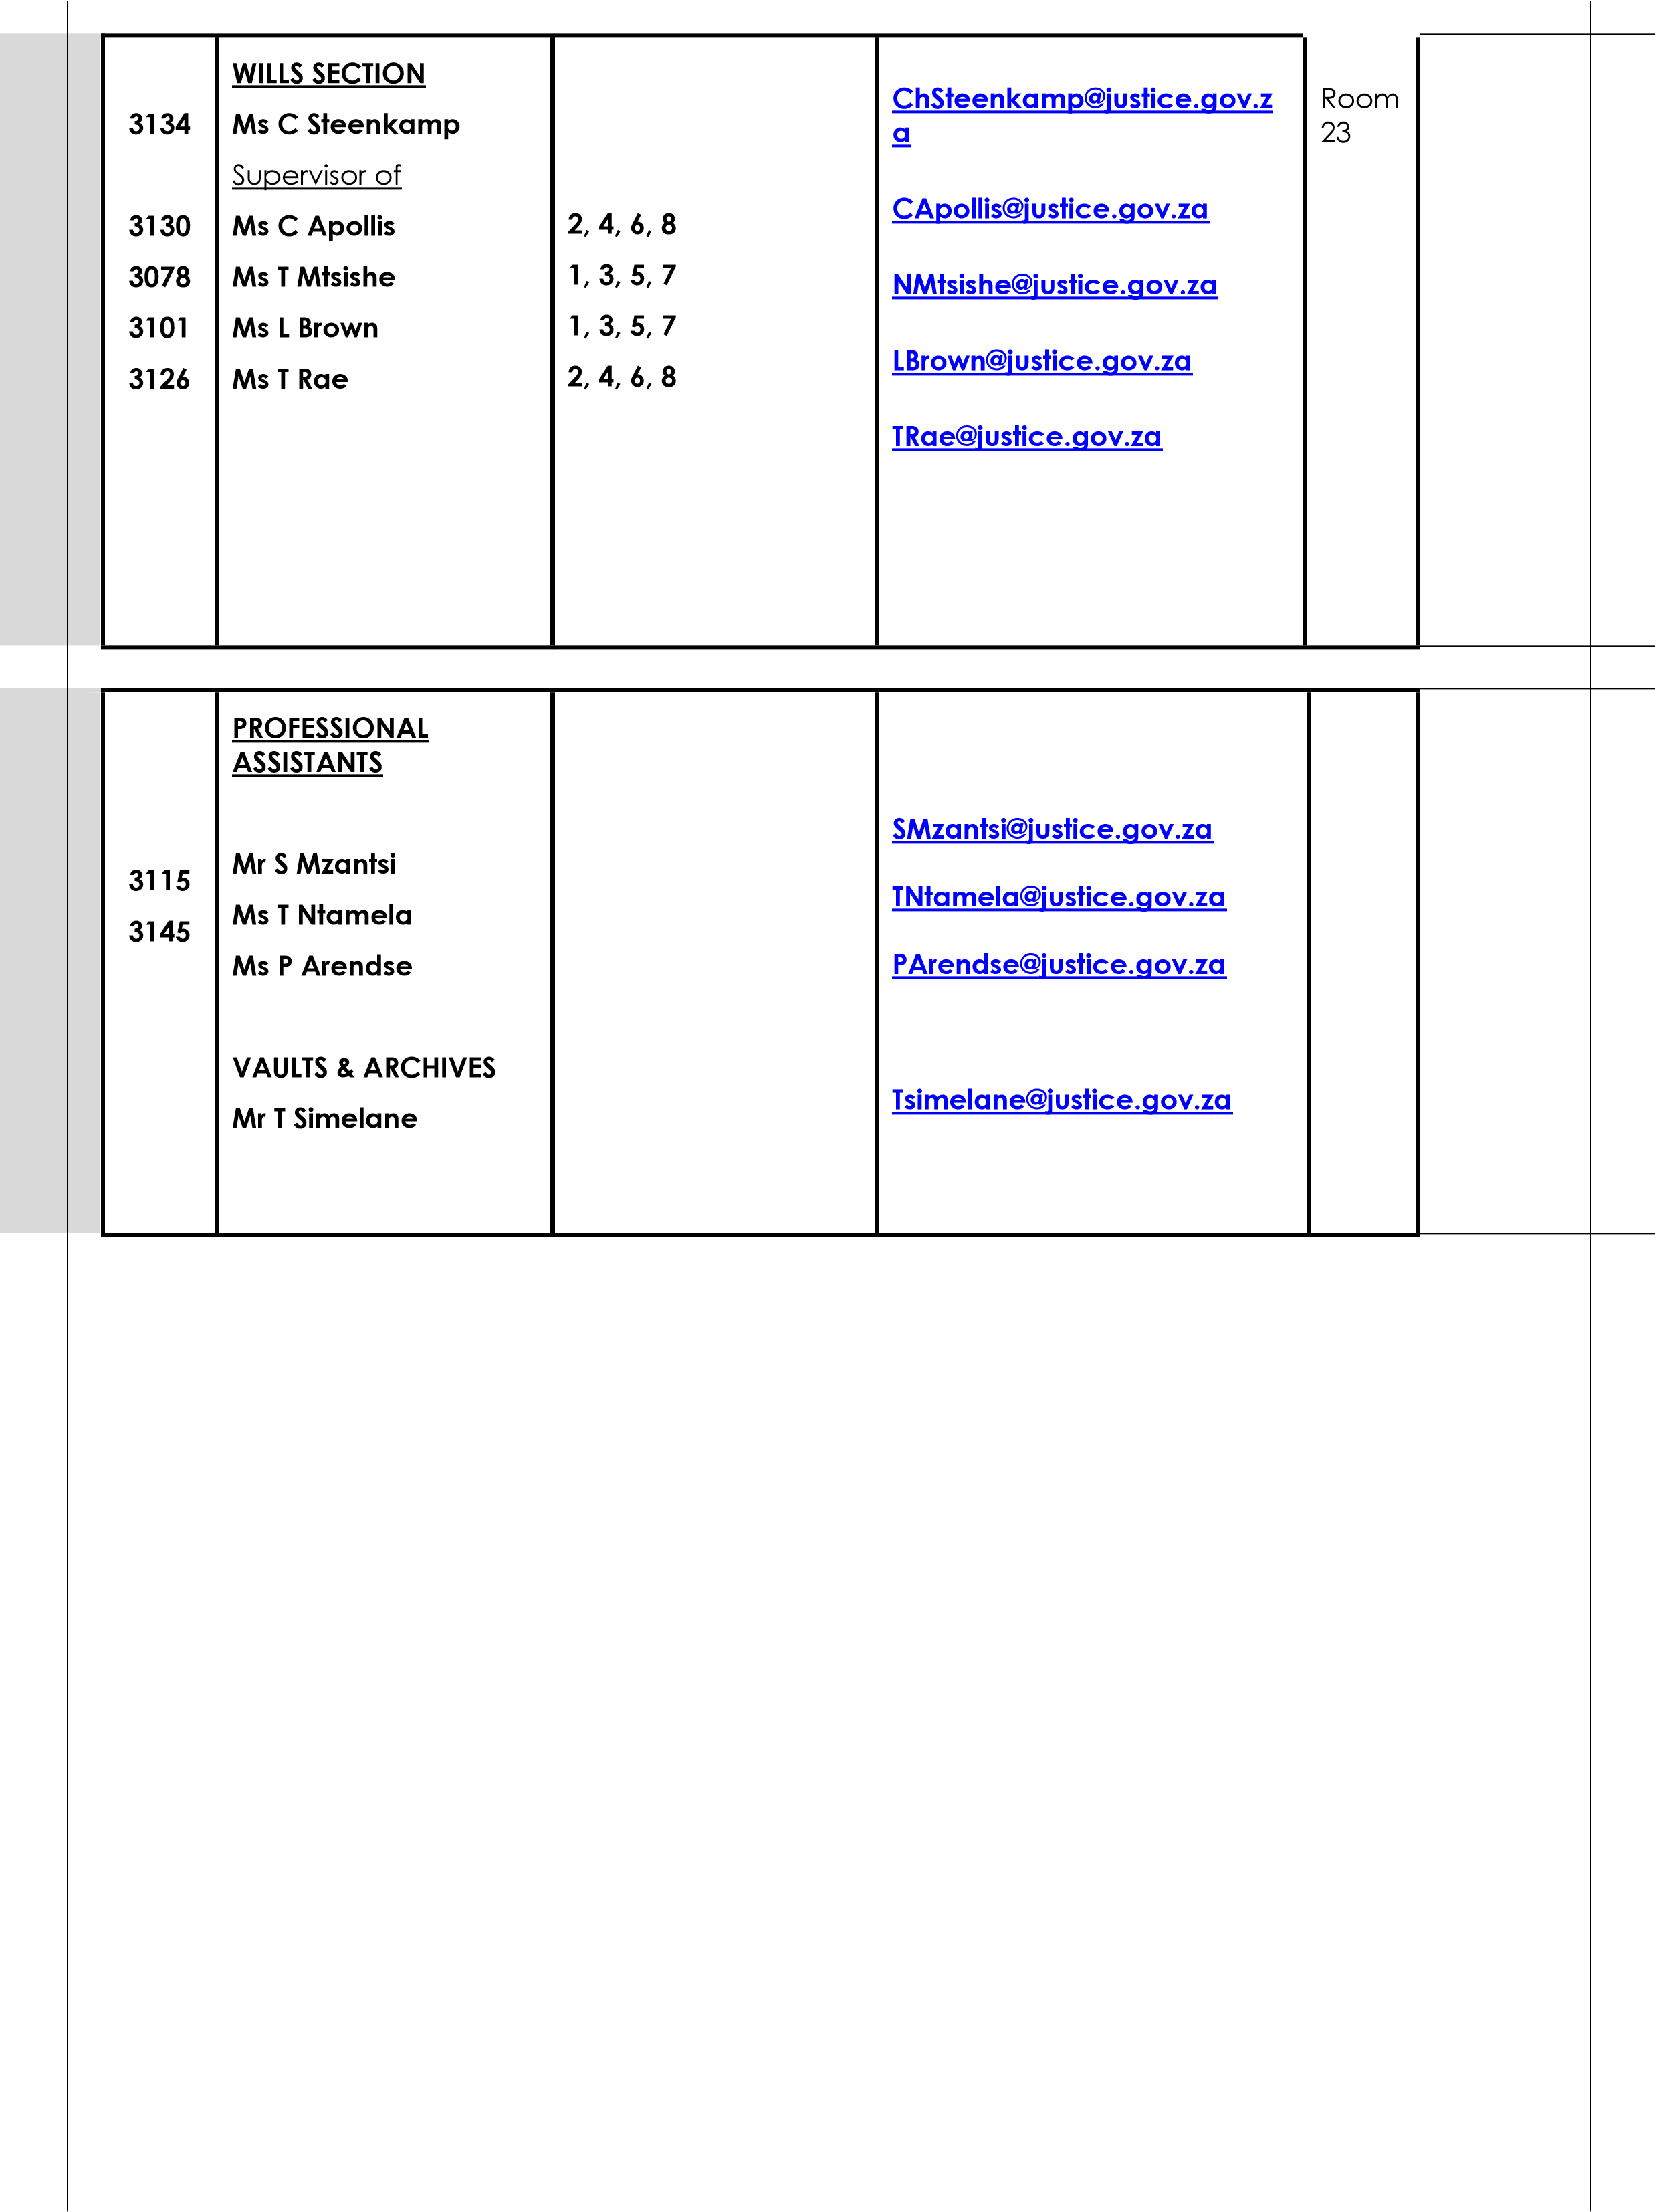 WILLS SECTION
3134 Ms C Steenkamp ChSteenkamp@justice.gov.z
a
Room
23
Supervisor of
3130 Ms C Apollis 2, 4, 6, 8 CApollis@justice.gov.za
3078 Ms T Mtsishe 1, 3, 5, 7 NMtsishe@justice.gov.za
3101 Ms L Brown 1, 3, 5, 7 LBrown@justice.gov.za
3126 Ms T Rae 2, 4, 6, 8 TRae@justice.gov.za
PROFESSIONAL
ASSISTANTS
3115 Mr S Mzantsi SMzantsi@justice.gov.za
3145 Ms T Ntamela TNtamela@justice.gov.za
Ms P Arendse PArendse@justice.gov.za
VAULTS & ARCHIVES
Mr T Simelane Tsimelane@justice.gov.za